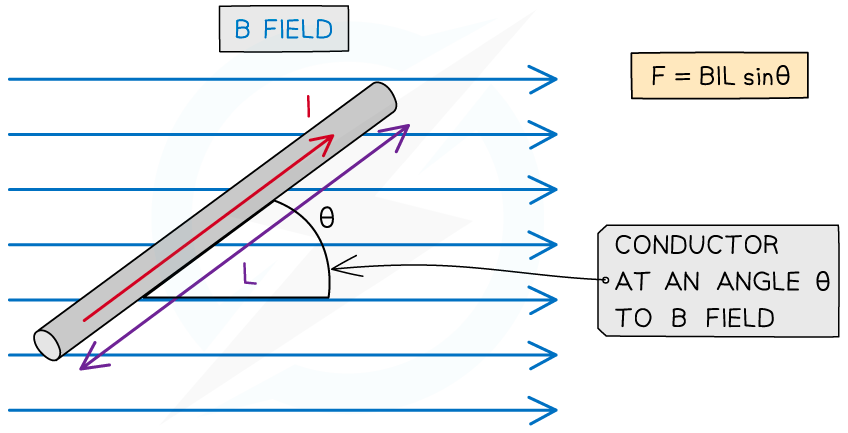 B FIELD
F = BIL sinθ
I
θ
L
CONDUCTOR
AT AN ANGLE θ
TO B FIELD